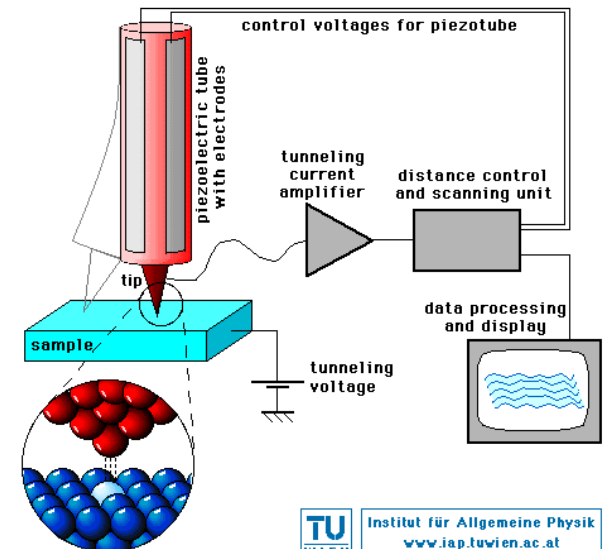 control voltages for piezotube
piezoelectric tube
with electrodes
tunneling
current
amplifier
distance control
and scanning unit
tip
data processing
and display
sample
tunneling
voltage
TU
WIEN
Institut für Allgemeine Physik
www.iap.tuwien.ac.at